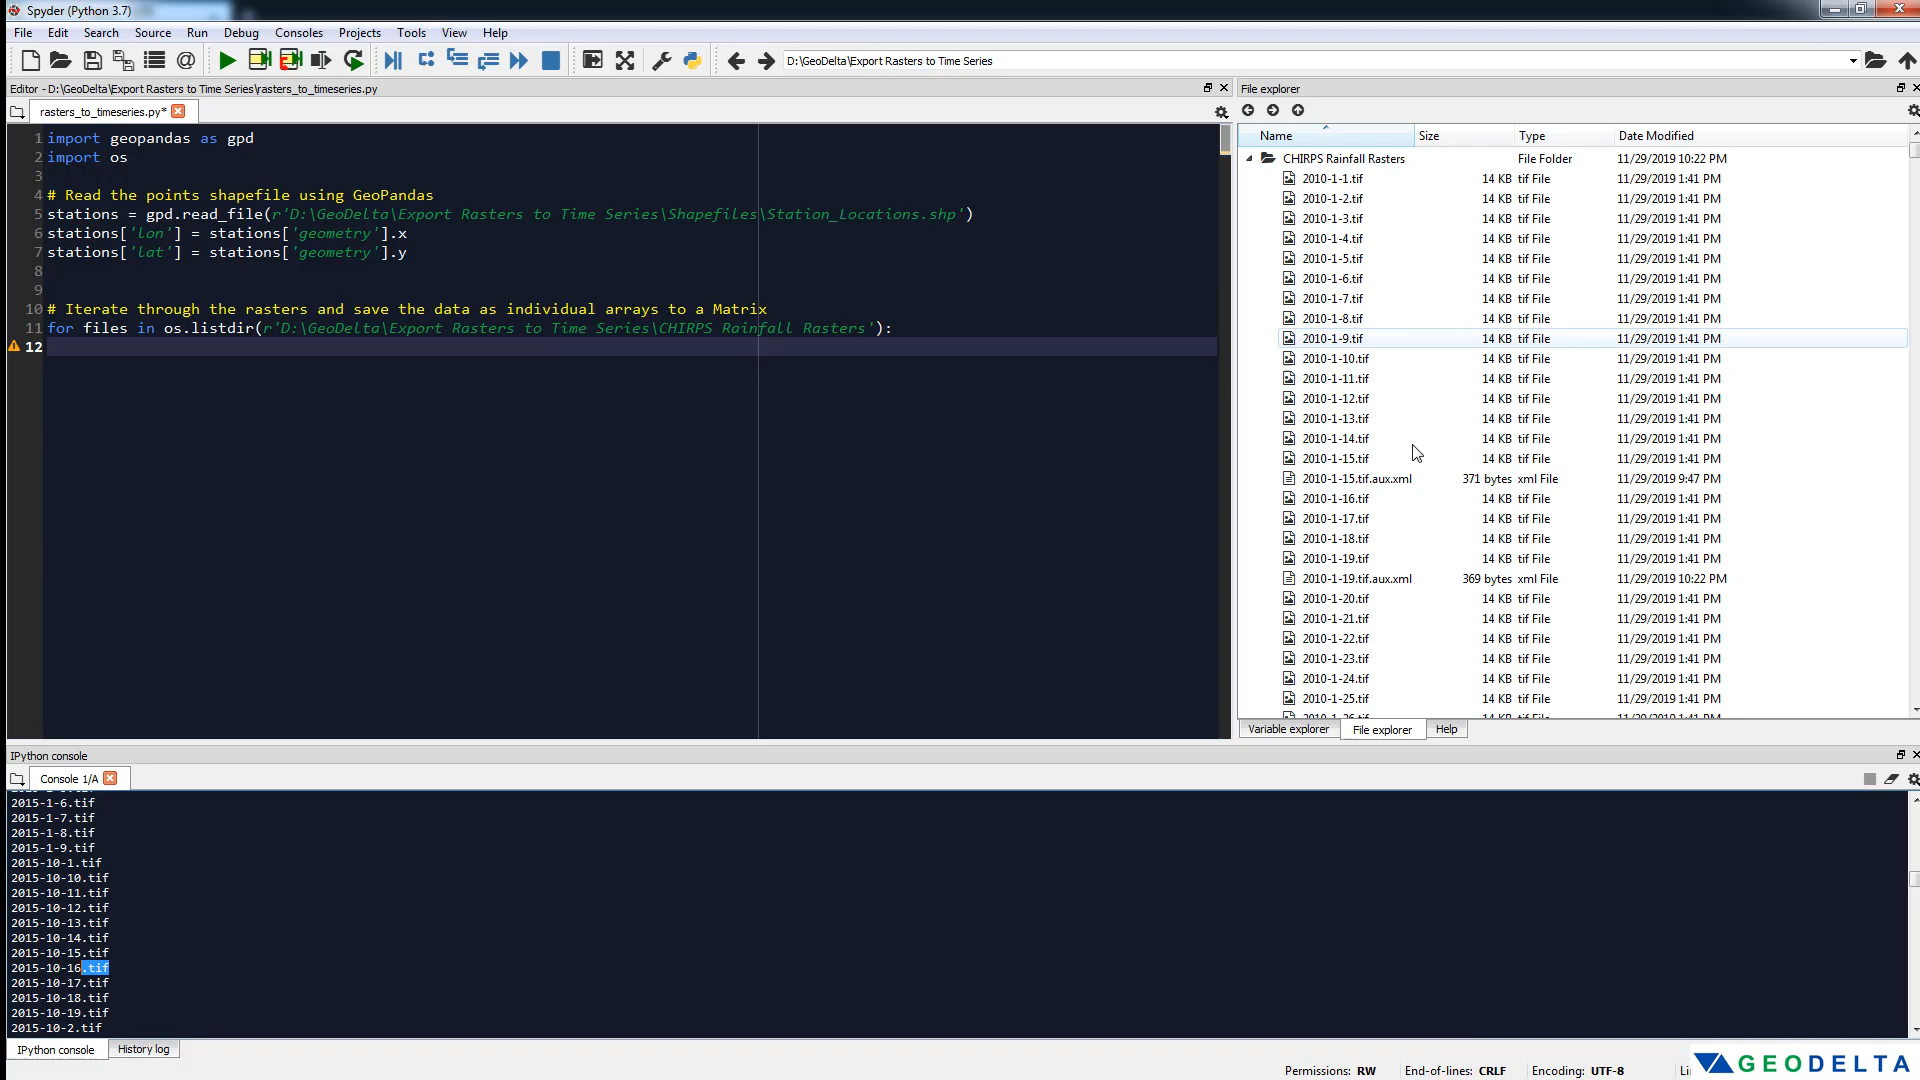 Spyder (Python 3.7)
File Edit Search Source Run Debug Consoles Projects Tools View Help
D:\GeoDelta\Export Rasters to Time Series
Editor - D:\GeoDelta\Export Rasters to Time Series\rasters_to_timeseries.py
rasters_to_timeseries.py*
1 import geopandas as gpd
2 import os
3
4 # Read the points shapefile using GeoPandas
5 stations = gpd.read_file(r'D:\GeoDelta\Export Rasters to Time Series\Shapefiles\Station_Locations.shp')
6 stations['lon'] = stations['geometry'].x
7 stations['lat'] = stations['geometry'].y
8
9
10 # Iterate through the rasters and save the data as individual arrays to a Matrix
11 for files in os.listdir(r'D:\GeoDelta\Export Rasters to Time Series\CHIRPS Rainfall Rasters'):
12
File explorer
Name Size Type Date Modified
CHIRPS Rainfall Rasters File Folder 11/29/2019 10:22 PM
2010-1-1.tif 14 KB tif File 11/29/2019 1:41 PM
2010-1-2.tif 14 KB tif File 11/29/2019 1:41 PM
2010-1-3.tif 14 KB tif File 11/29/2019 1:41 PM
2010-1-4.tif 14 KB tif File 11/29/2019 1:41 PM
2010-1-5.tif 14 KB tif File 11/29/2019 1:41 PM
2010-1-6.tif 14 KB tif File 11/29/2019 1:41 PM
2010-1-7.tif 14 KB tif File 11/29/2019 1:41 PM
2010-1-8.tif 14 KB tif File 11/29/2019 1:41 PM
2010-1-9.tif 14 KB tif File 11/29/2019 1:41 PM
2010-1-10.tif 14 KB tif File 11/29/2019 1:41 PM
2010-1-11.tif 14 KB tif File 11/29/2019 1:41 PM
2010-1-12.tif 14 KB tif File 11/29/2019 1:41 PM
2010-1-13.tif 14 KB tif File 11/29/2019 1:41 PM
2010-1-14.tif 14 KB tif File 11/29/2019 1:41 PM
2010-1-15.tif 14 KB tif File 11/29/2019 1:41 PM
2010-1-15.tif.aux.xml 371 bytes xml File 11/29/2019 9:47 PM
2010-1-16.tif 14 KB tif File 11/29/2019 1:41 PM
2010-1-17.tif 14 KB tif File 11/29/2019 1:41 PM
2010-1-18.tif 14 KB tif File 11/29/2019 1:41 PM
2010-1-19.tif 14 KB tif File 11/29/2019 1:41 PM
2010-1-19.tif.aux.xml 369 bytes xml File 11/29/2019 10:22 PM
2010-1-20.tif 14 KB tif File 11/29/2019 1:41 PM
2010-1-21.tif 14 KB tif File 11/29/2019 1:41 PM
2010-1-22.tif 14 KB tif File 11/29/2019 1:41 PM
2010-1-23.tif 14 KB tif File 11/29/2019 1:41 PM
2010-1-24.tif 14 KB tif File 11/29/2019 1:41 PM
2010-1-25.tif 14 KB tif File 11/29/2019 1:41 PM
Variable explorer File explorer Help
IPython console
Console 1/A
2015-1-6.tif
2015-1-7.tif
2015-1-8.tif
2015-1-9.tif
2015-10-1.tif
2015-10-10.tif
2015-10-11.tif
2015-10-12.tif
2015-10-13.tif
2015-10-14.tif
2015-10-15.tif
2015-10-16.tif
2015-10-17.tif
2015-10-18.tif
2015-10-19.tif
2015-10-2.tif
IPython console History log
Permissions: RW End-of-lines: CRLF Encoding: UTF-8
GEODELTA